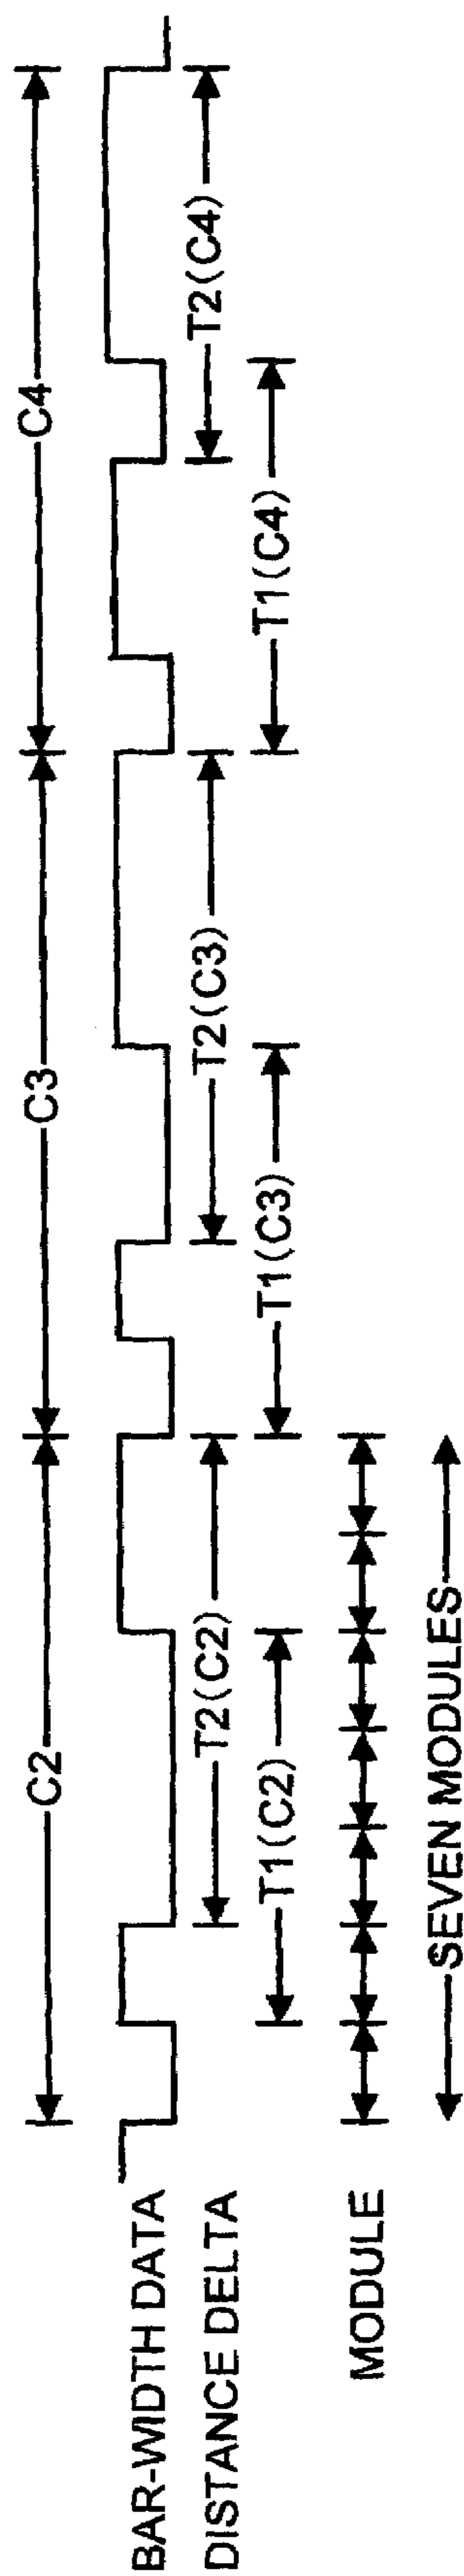 C2
C3
C4
BAR-WIDTH DATA
DISTANCE DELTA
T2(C2)
T2(C3)
T2(C4)
T1(C2)
T1(C3)
T1(C4)
MODULE
SEVEN MODULES